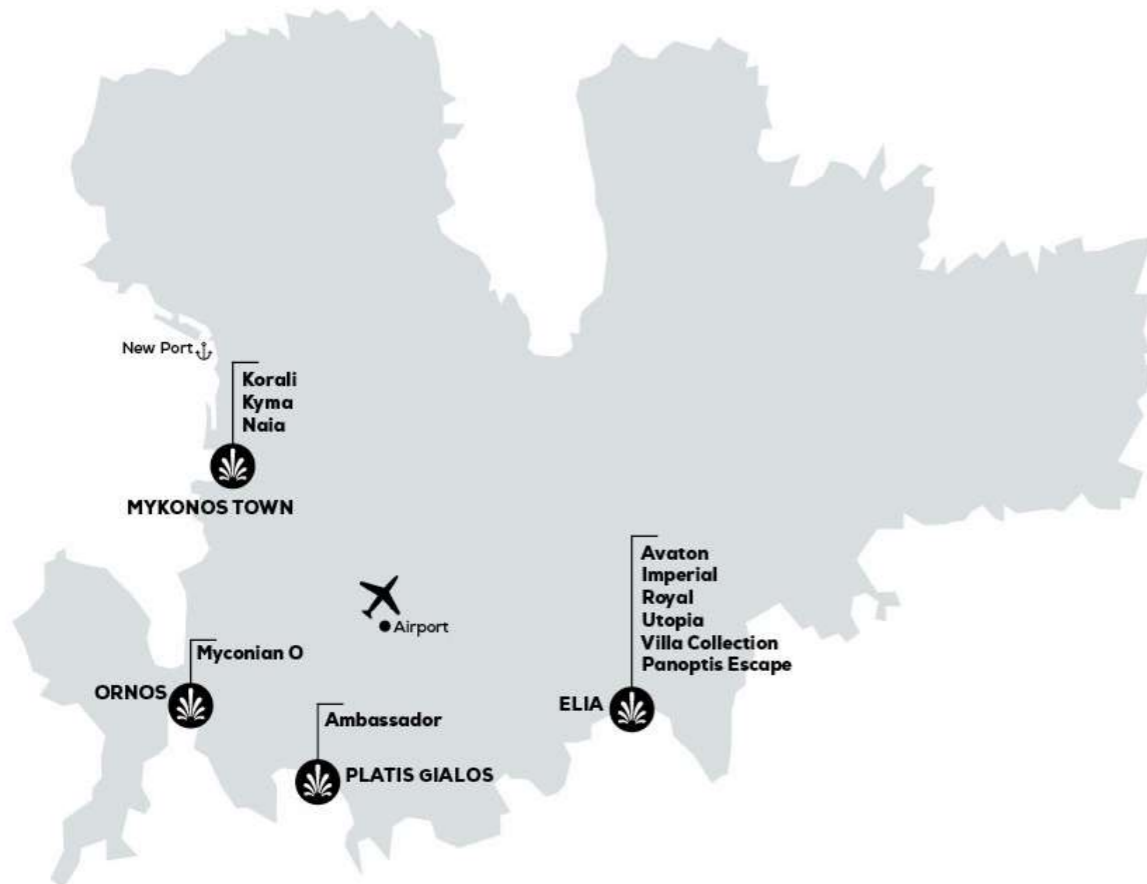 New Port
Korali
Kyma
Naia
MYKONOS TOWN
Airport
Avaton
Imperial
Royal
Utopia
Villa Collection
Panoptis Escape
Myconian O
ORNOS
ELIA
Ambassador
PLATIS GIALOS